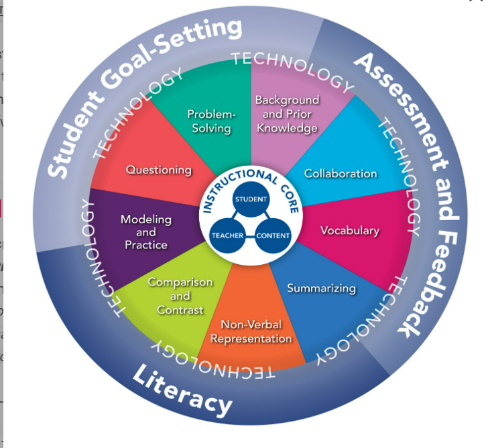 Student Goal-Setting
Assessment and Feedback
Literacy
TECHNOLOGY
TECHNOLOGY
TECHNOLOGY
TECHNOLOGY
TECHNOLOGY
TECHNOLOGY
Background
and Prior
Knowledge
Collaboration
Vocabulary
Summarizing
Non-Verbal
Representation
Comparison
and
Contrast
Modeling
and
Practice
Questioning
Problem-
Solving
INSTRUCTIONAL CORE
STUDENT
TEACHER
CONTENT